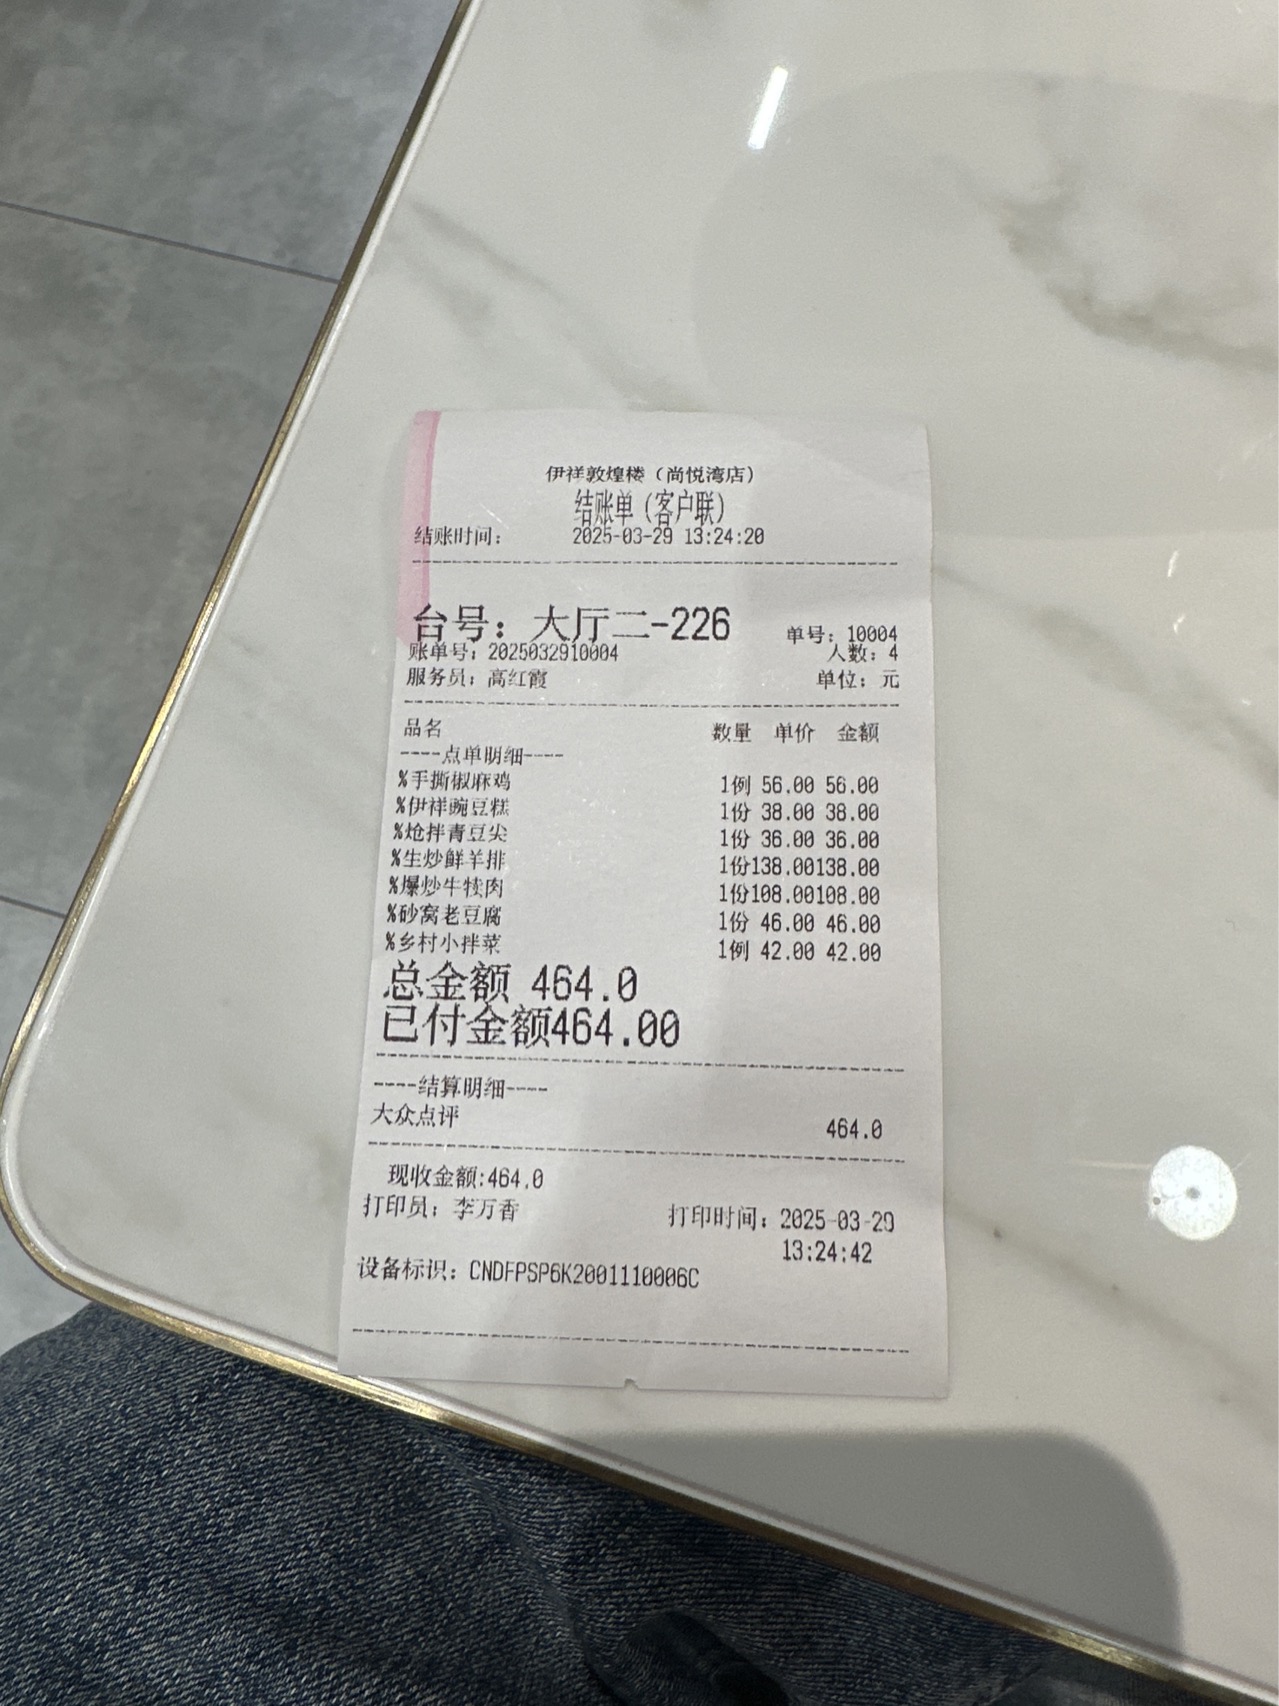 伊祥敦煌楼（尚悦湾店）
结账单（客户联）
结账时间： 2025-03-29 13:24:20
台号：大厅二-226 单号：10004
账单号：2025032910004 人数：4
服务员：高红霞 单位：元
品名 数量 单价 金额
----点单明细----
%手撕椒麻鸡 1例 56.00 56.00
%伊祥豌豆糕 1份 38.00 38.00
%炝拌青豆尖 1份 36.00 36.00
%生炒鲜羊排 1份138.00138.00
%爆炒牛犊肉 1份108.00108.00
%砂窝老豆腐 1份 46.00 46.00
%乡村小拌菜 1例 42.00 42.00
总金额 464.0
已付金额464.00
----结算明细----
大众点评 464.0
现收金额:464.0
打印员：李万香 打印时间：2025-03-29
13:24:42
设备标识：CNDFPSP6K2001110006C